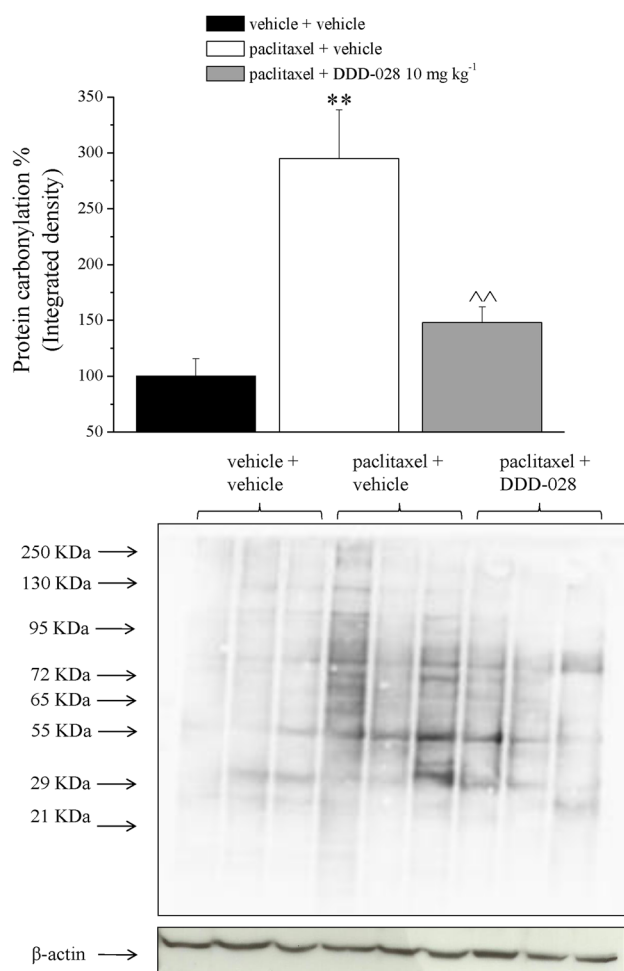 vehicle + vehicle
paclitaxel + vehicle
paclitaxel + DDD-028 10 mg kg⁻¹
Protein carbonylation %
(Integrated density)
350
300
250
200
150
100
50
**
^^
vehicle +
vehicle
paclitaxel +
vehicle
paclitaxel +
DDD-028
250 KDa
130 KDa
95 KDa
72 KDa
65 KDa
55 KDa
29 KDa
21 KDa
β-actin